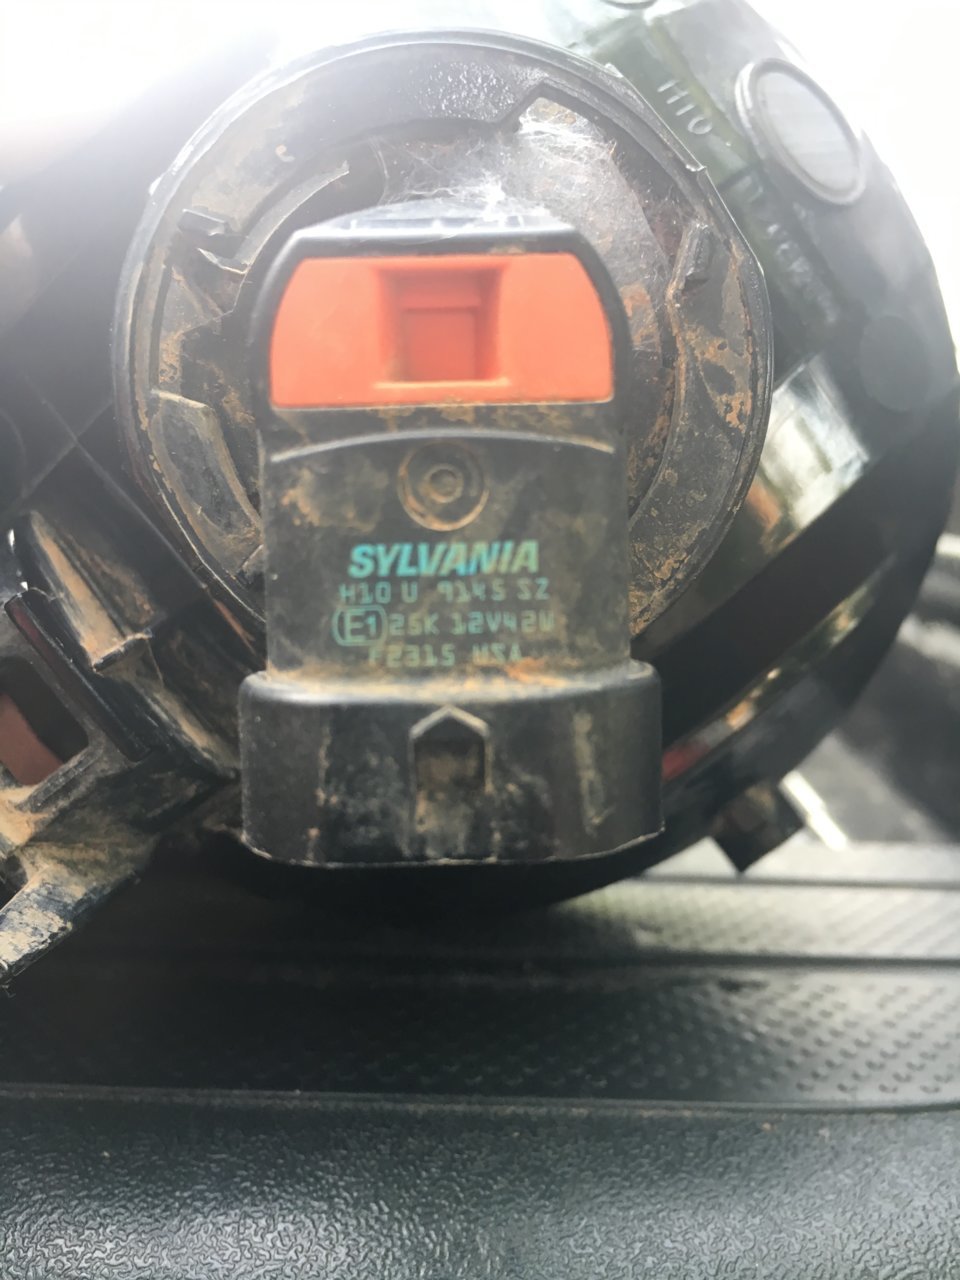 H10
SYLVANIA
H10 U 9145 SZ
E1 25K 12V42W
F2315 USA